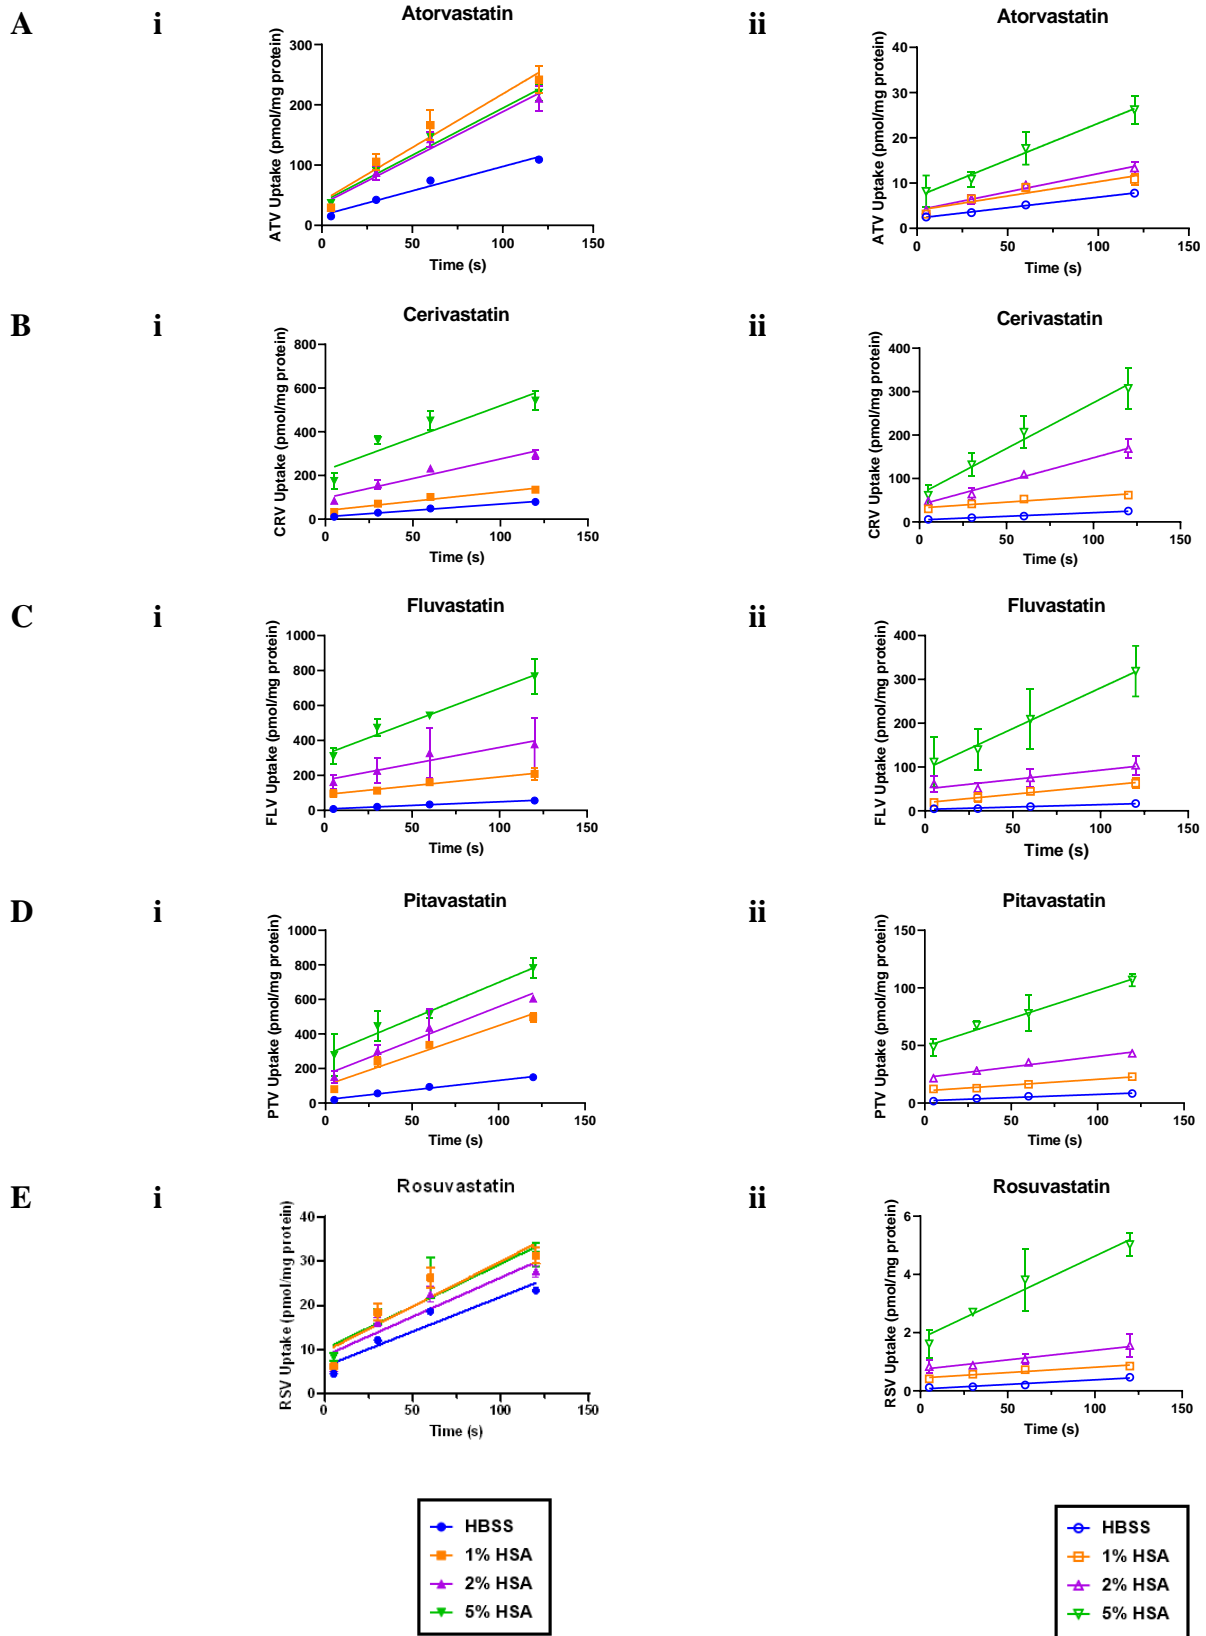 A i Atorvastatin ii Atorvastatin
ATV Uptake (pmol/mg protein)
300
200
100
0
0 50 100 150
Time (s)
ATV Uptake (pmol/mg protein)
40
30
20
10
0
0 50 100 150
Time (s)
B i Cerivastatin ii Cerivastatin
CRV Uptake (pmol/mg protein)
800
600
400
200
0
0 50 100 150
Time (s)
CRV Uptake (pmol/mg protein)
400
300
200
100
0
0 50 100 150
Time (s)
C i Fluvastatin ii Fluvastatin
FLV Uptake (pmol/mg protein)
1000
800
600
400
200
0
0 50 100 150
Time (s)
FLV Uptake (pmol/mg protein)
400
300
200
100
0
0 50 100 150
Time (s)
D i Pitavastatin ii Pitavastatin
PTV Uptake (pmol/mg protein)
1000
800
600
400
200
0
0 50 100 150
Time (s)
PTV Uptake (pmol/mg protein)
150
100
50
0
0 50 100 150
Time (s)
E i Rosuvastatin ii Rosuvastatin
RSV Uptake (pmol/mg protein)
40
30
20
10
0
0 50 100 150
Time (s)
RSV Uptake (pmol/mg protein)
6
4
2
0
0 50 100 150
Time (s)
HBSS
1% HSA
2% HSA
5% HSA
HBSS
1% HSA
2% HSA
5% HSA